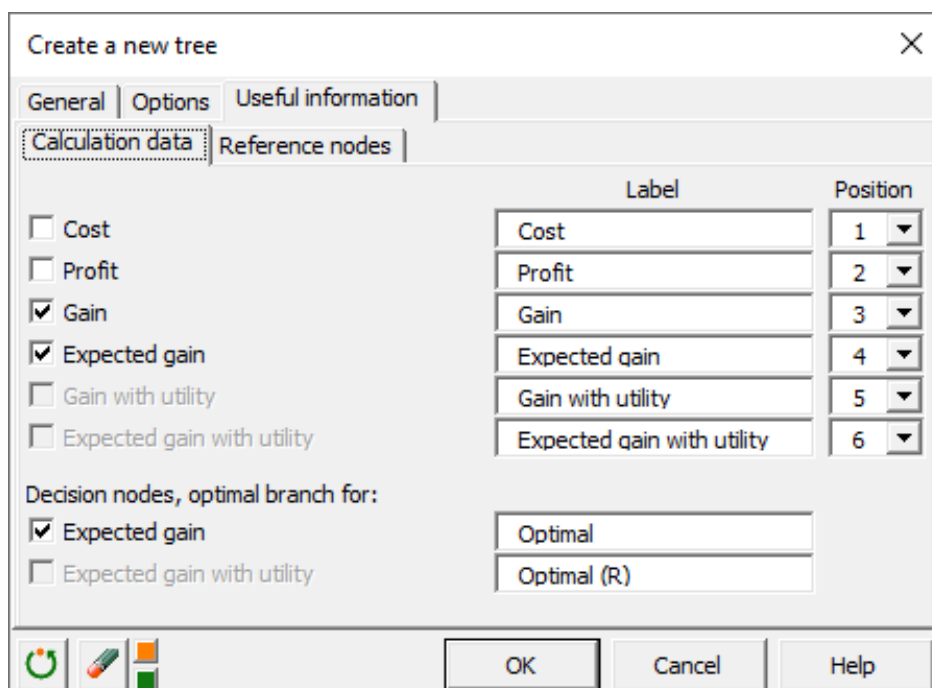 Create a new tree
General Options Useful information
Calculation data Reference nodes
Label Position
Cost Cost 1
Profit Profit 2
Gain Gain 3
Expected gain Expected gain 4
Gain with utility Gain with utility 5
Expected gain with utility Expected gain with utility 6
Decision nodes, optimal branch for:
Expected gain Optimal
Expected gain with utility Optimal (R)
OK Cancel Help